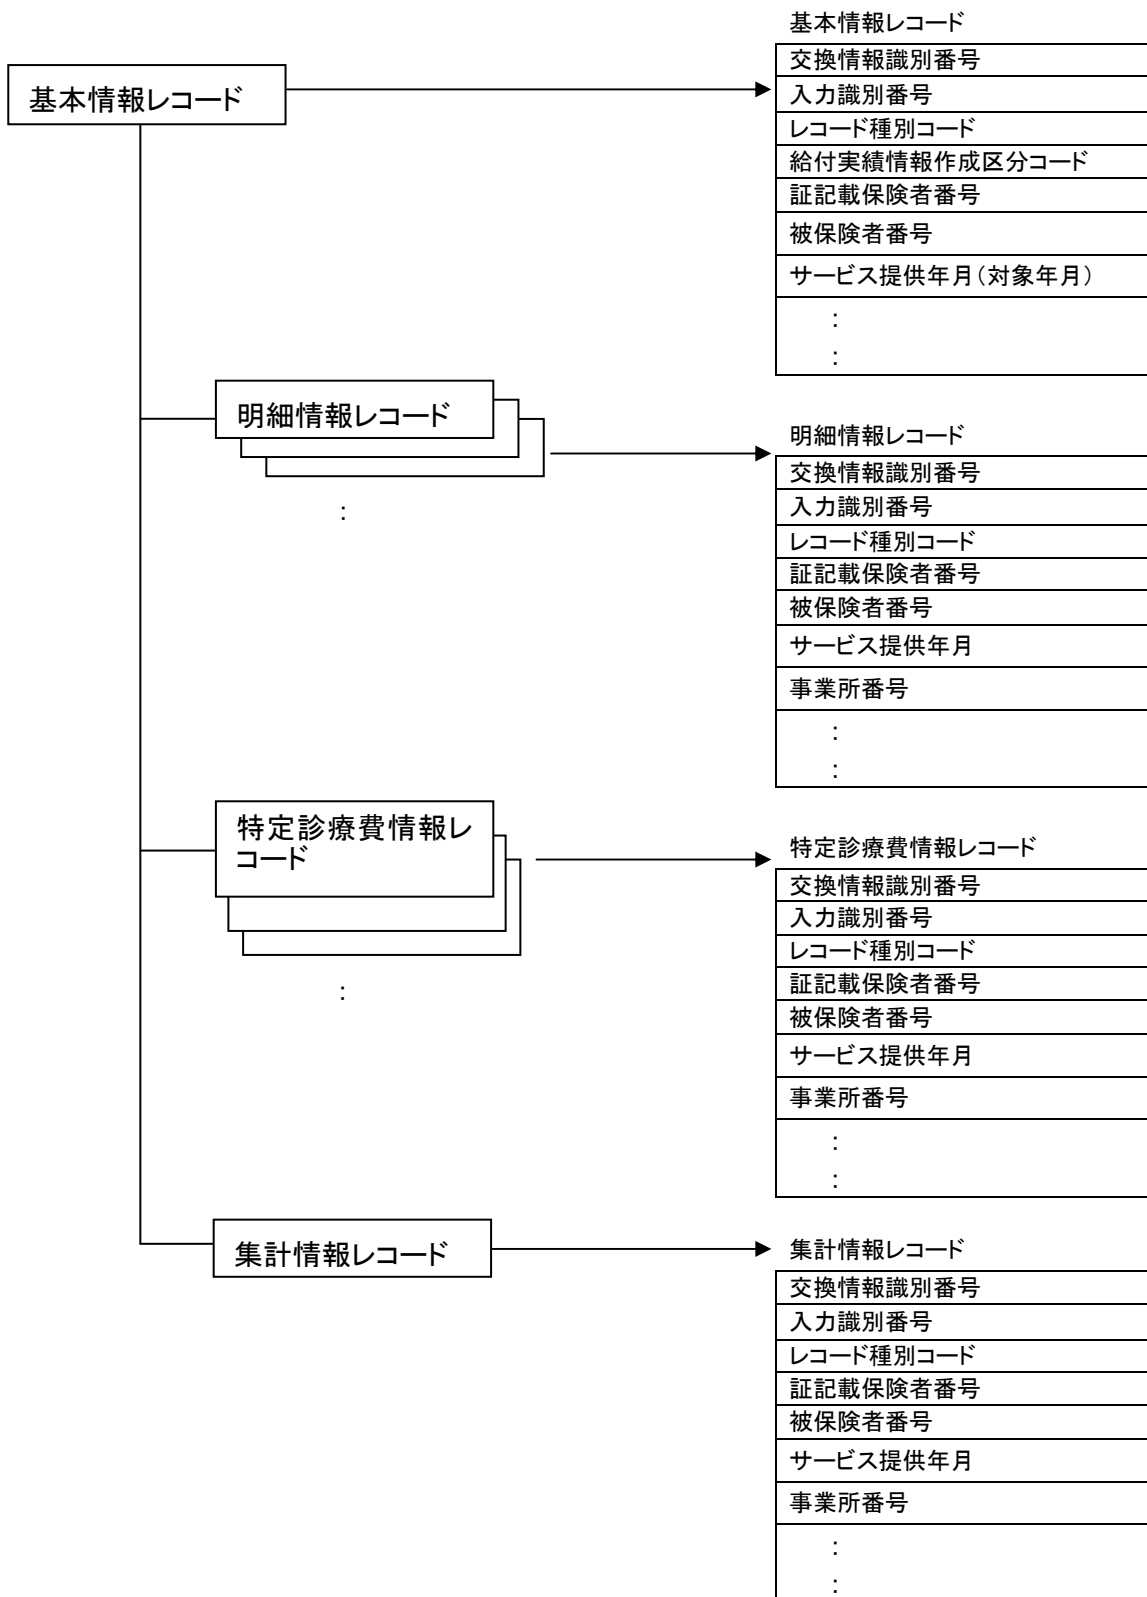 基本情報レコード
基本情報レコード
交換情報識別番号
入力識別番号
レコード種別コード
給付実績情報作成区分コード
証記載保険者番号
被保険者番号
サービス提供年月（対象年月）
：
：
明細情報レコード
：
明細情報レコード
交換情報識別番号
入力識別番号
レコード種別コード
証記載保険者番号
被保険者番号
サービス提供年月
事業所番号
：
：
特定診療費情報レ
コード
：
特定診療費情報レコード
交換情報識別番号
入力識別番号
レコード種別コード
証記載保険者番号
被保険者番号
サービス提供年月
事業所番号
：
：
集計情報レコード
集計情報レコード
交換情報識別番号
入力識別番号
レコード種別コード
証記載保険者番号
被保険者番号
サービス提供年月
事業所番号
：
：